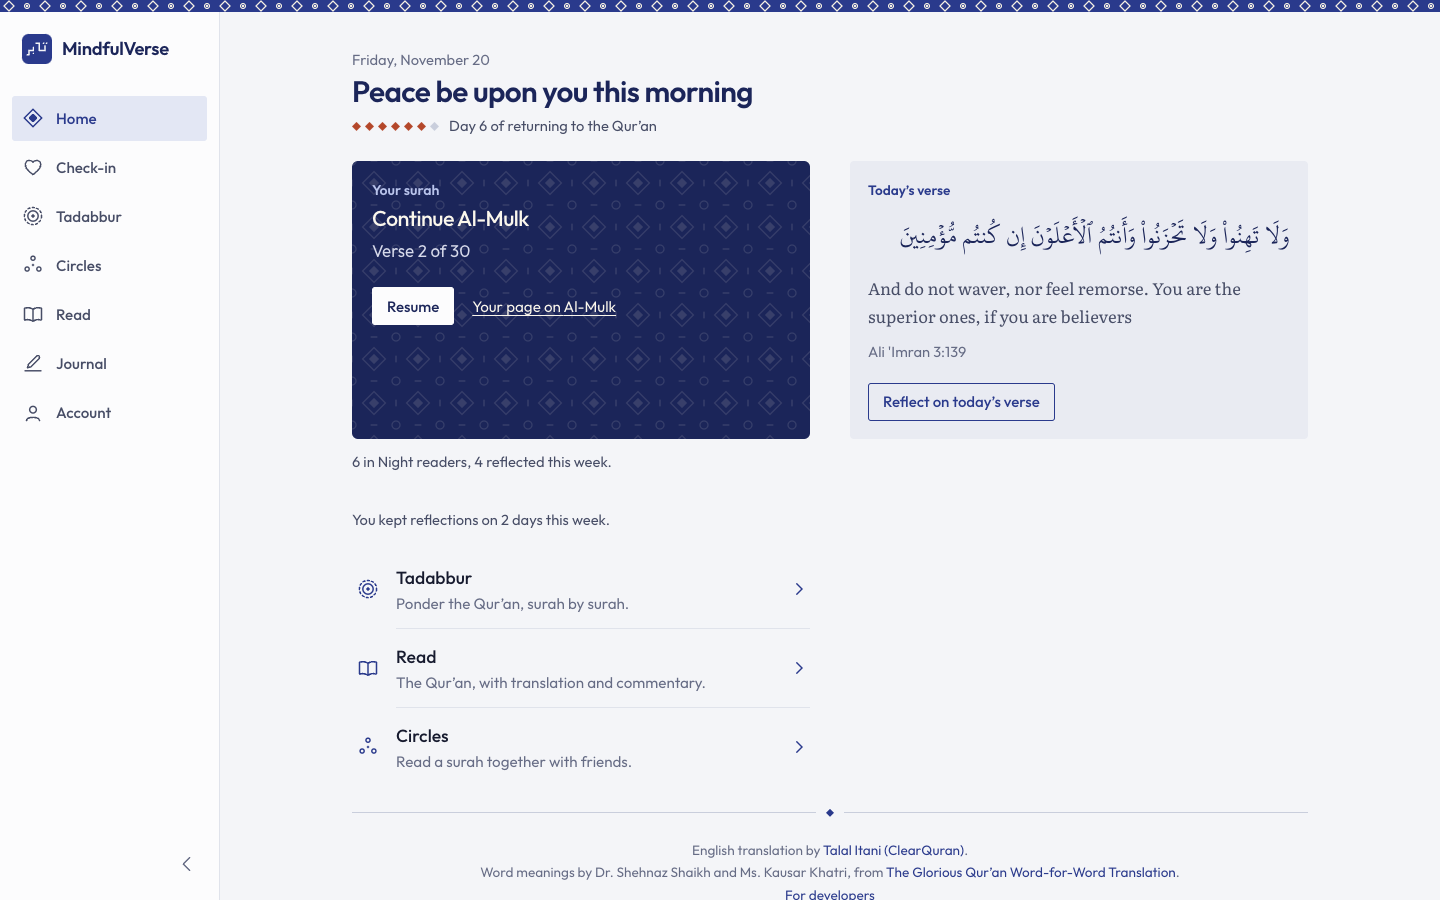 تدبر
MindfulVerse
Home
Check-in
Tadabbur
Circles
Read
Journal
Account
Friday, November 20
Peace be upon you this morning
Day 6 of returning to the Qur’an
Your surah
Continue Al-Mulk
Verse 2 of 30
Resume
Your page on Al-Mulk
Today’s verse
وَلَا تَهِنُوا۟ وَلَا تَحْزَنُوا۟ وَأَنتُمُ ٱلْأَعْلَوْنَ إِن كُنتُم مُّؤْمِنِينَ
And do not waver, nor feel remorse. You are the
superior ones, if you are believers
Ali 'Imran 3:139
Reflect on today’s verse
6 in Night readers, 4 reflected this week.
You kept reflections on 2 days this week.
Tadabbur
Ponder the Qur’an, surah by surah.
Read
The Qur’an, with translation and commentary.
Circles
Read a surah together with friends.
English translation by Talal Itani (ClearQuran).
Word meanings by Dr. Shehnaz Shaikh and Ms. Kausar Khatri, from The Glorious Qur’an Word-for-Word Translation.
For developers